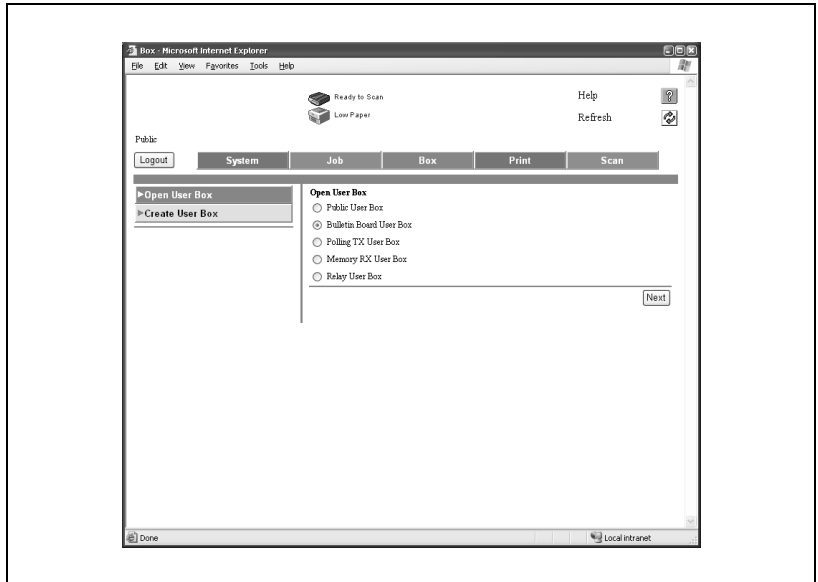 Box - Microsoft Internet Explorer
File Edit View Favorites Tools Help
Ready to Scan
Help
Low Paper
Refresh
Public
Logout System Job Box Print Scan
Open User Box
Create User Box
Open User Box
Public User Box
Bulletin Board User Box
Polling TX User Box
Memory RX User Box
Relay User Box
Next
Done
Local intranet